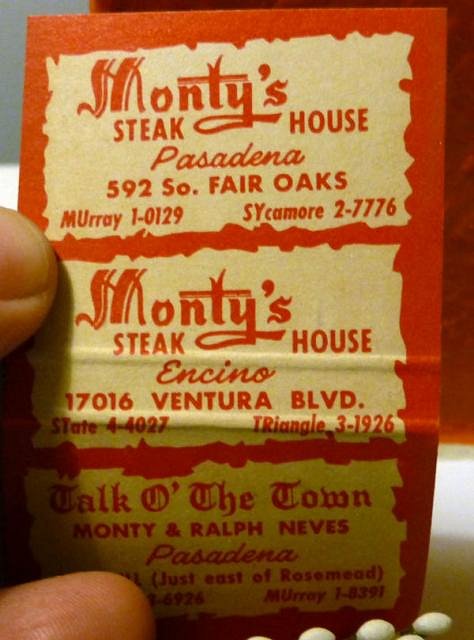 Monty's
STEAK HOUSE
Pasadena
592 So. FAIR OAKS
MUrray 1-0129 SYcamore 2-7776
Monty's
STEAK HOUSE
Encino
17016 VENTURA BLVD.
STate 4-4027 TRiangle 3-1926
Talk O' The Town
MONTY & RALPH NEVES
Pasadena
(Just east of Rosemead)
-6926 MUrray 1-8391